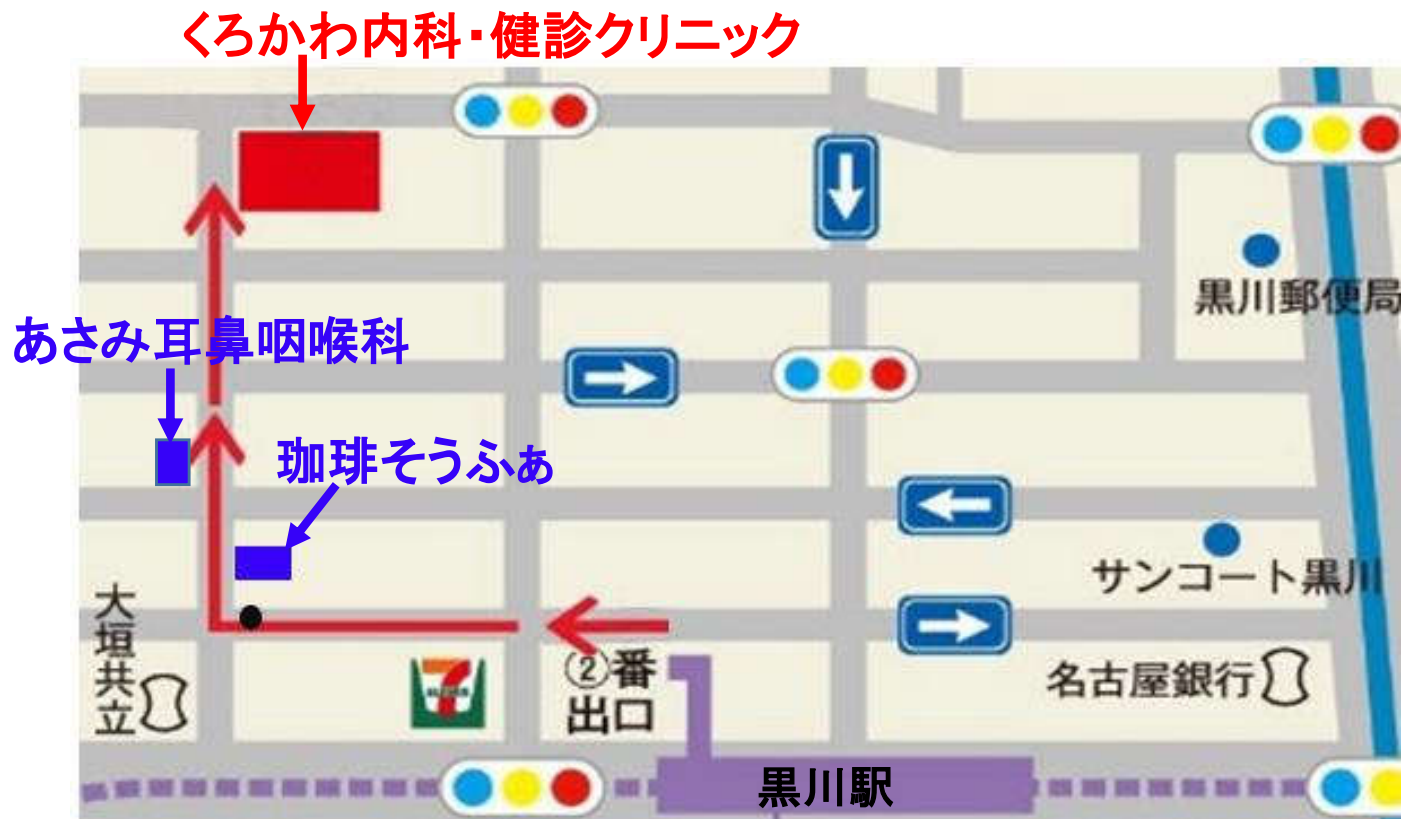 くろかわ内科・健診クリニック
黒川郵便局
あさみ耳鼻咽喉科
珈琲そうふぁ
サンコート黒川
大垣共立
②番
出口
名古屋銀行
7
ELEVEN
黒川駅